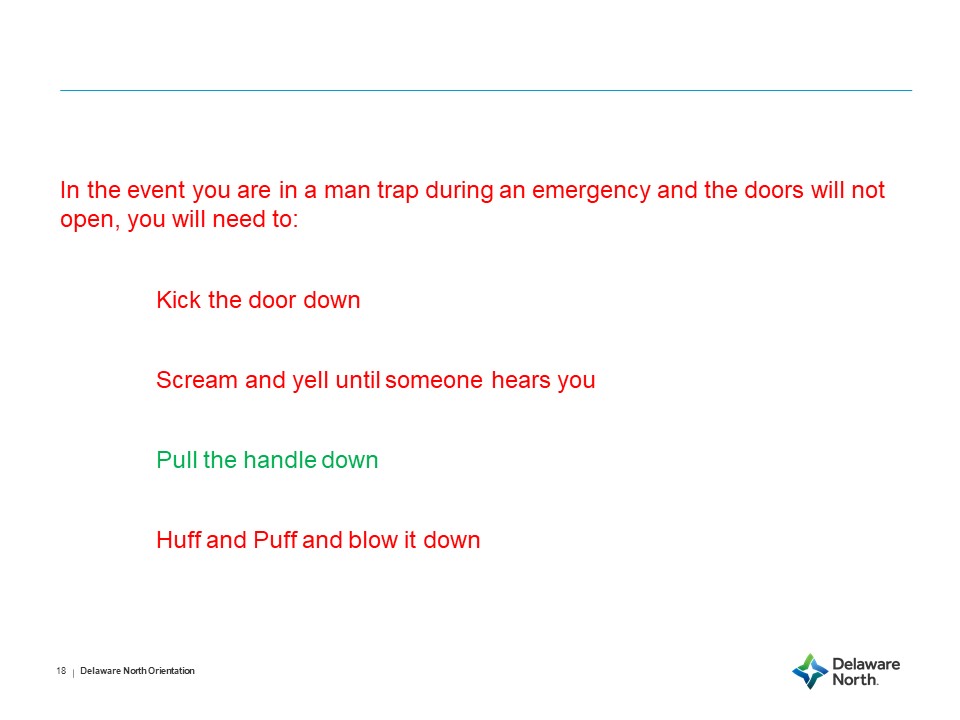 In the event you are in a man trap during an emergency and the doors will not
open, you will need to:
Kick the door down
Scream and yell until someone hears you
Pull the handle down
Huff and Puff and blow it down
18 | Delaware North Orientation
Delaware
North.